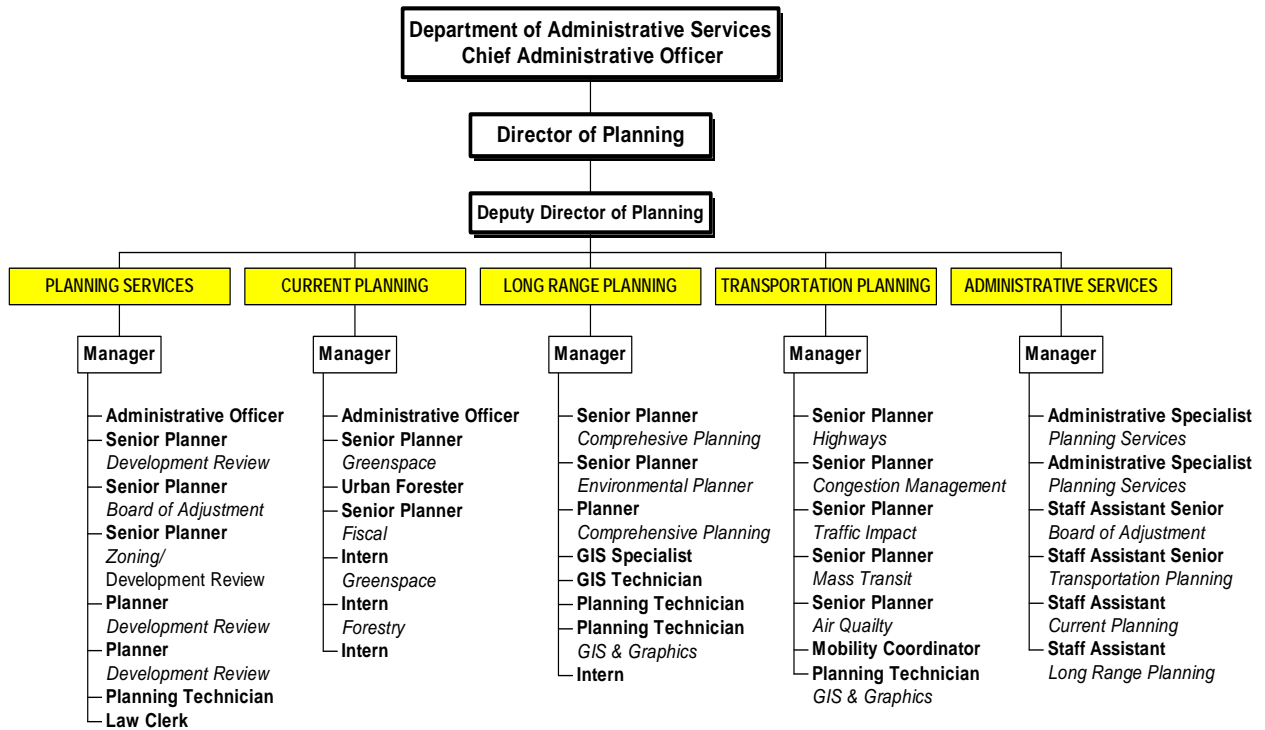 Department of Administrative Services
Chief Administrative Officer
Director of Planning
Deputy Director of Planning
PLANNING SERVICES
Manager
Administrative Officer
Senior Planner
Development Review
Senior Planner
Board of Adjustment
Senior Planner
Zoning/
Development Review
Planner
Development Review
Planner
Development Review
Planning Technician
Law Clerk
CURRENT PLANNING
Manager
Administrative Officer
Senior Planner
Greenspace
Urban Forester
Senior Planner
Fiscal
Intern
Greenspace
Intern
Forestry
Intern
LONG RANGE PLANNING
Manager
Senior Planner
Comprehesive Planning
Senior Planner
Environmental Planner
Planner
Comprehensive Planning
GIS Specialist
GIS Technician
Planning Technician
Planning Technician
GIS & Graphics
Intern
TRANSPORTATION PLANNING
Manager
Senior Planner
Highways
Senior Planner
Congestion Management
Senior Planner
Traffic Impact
Senior Planner
Mass Transit
Senior Planner
Air Quailty
Mobility Coordinator
Planning Technician
GIS & Graphics
ADMINISTRATIVE SERVICES
Manager
Administrative Specialist
Planning Services
Administrative Specialist
Planning Services
Staff Assistant Senior
Board of Adjustment
Staff Assistant Senior
Transportation Planning
Staff Assistant
Current Planning
Staff Assistant
Long Range Planning